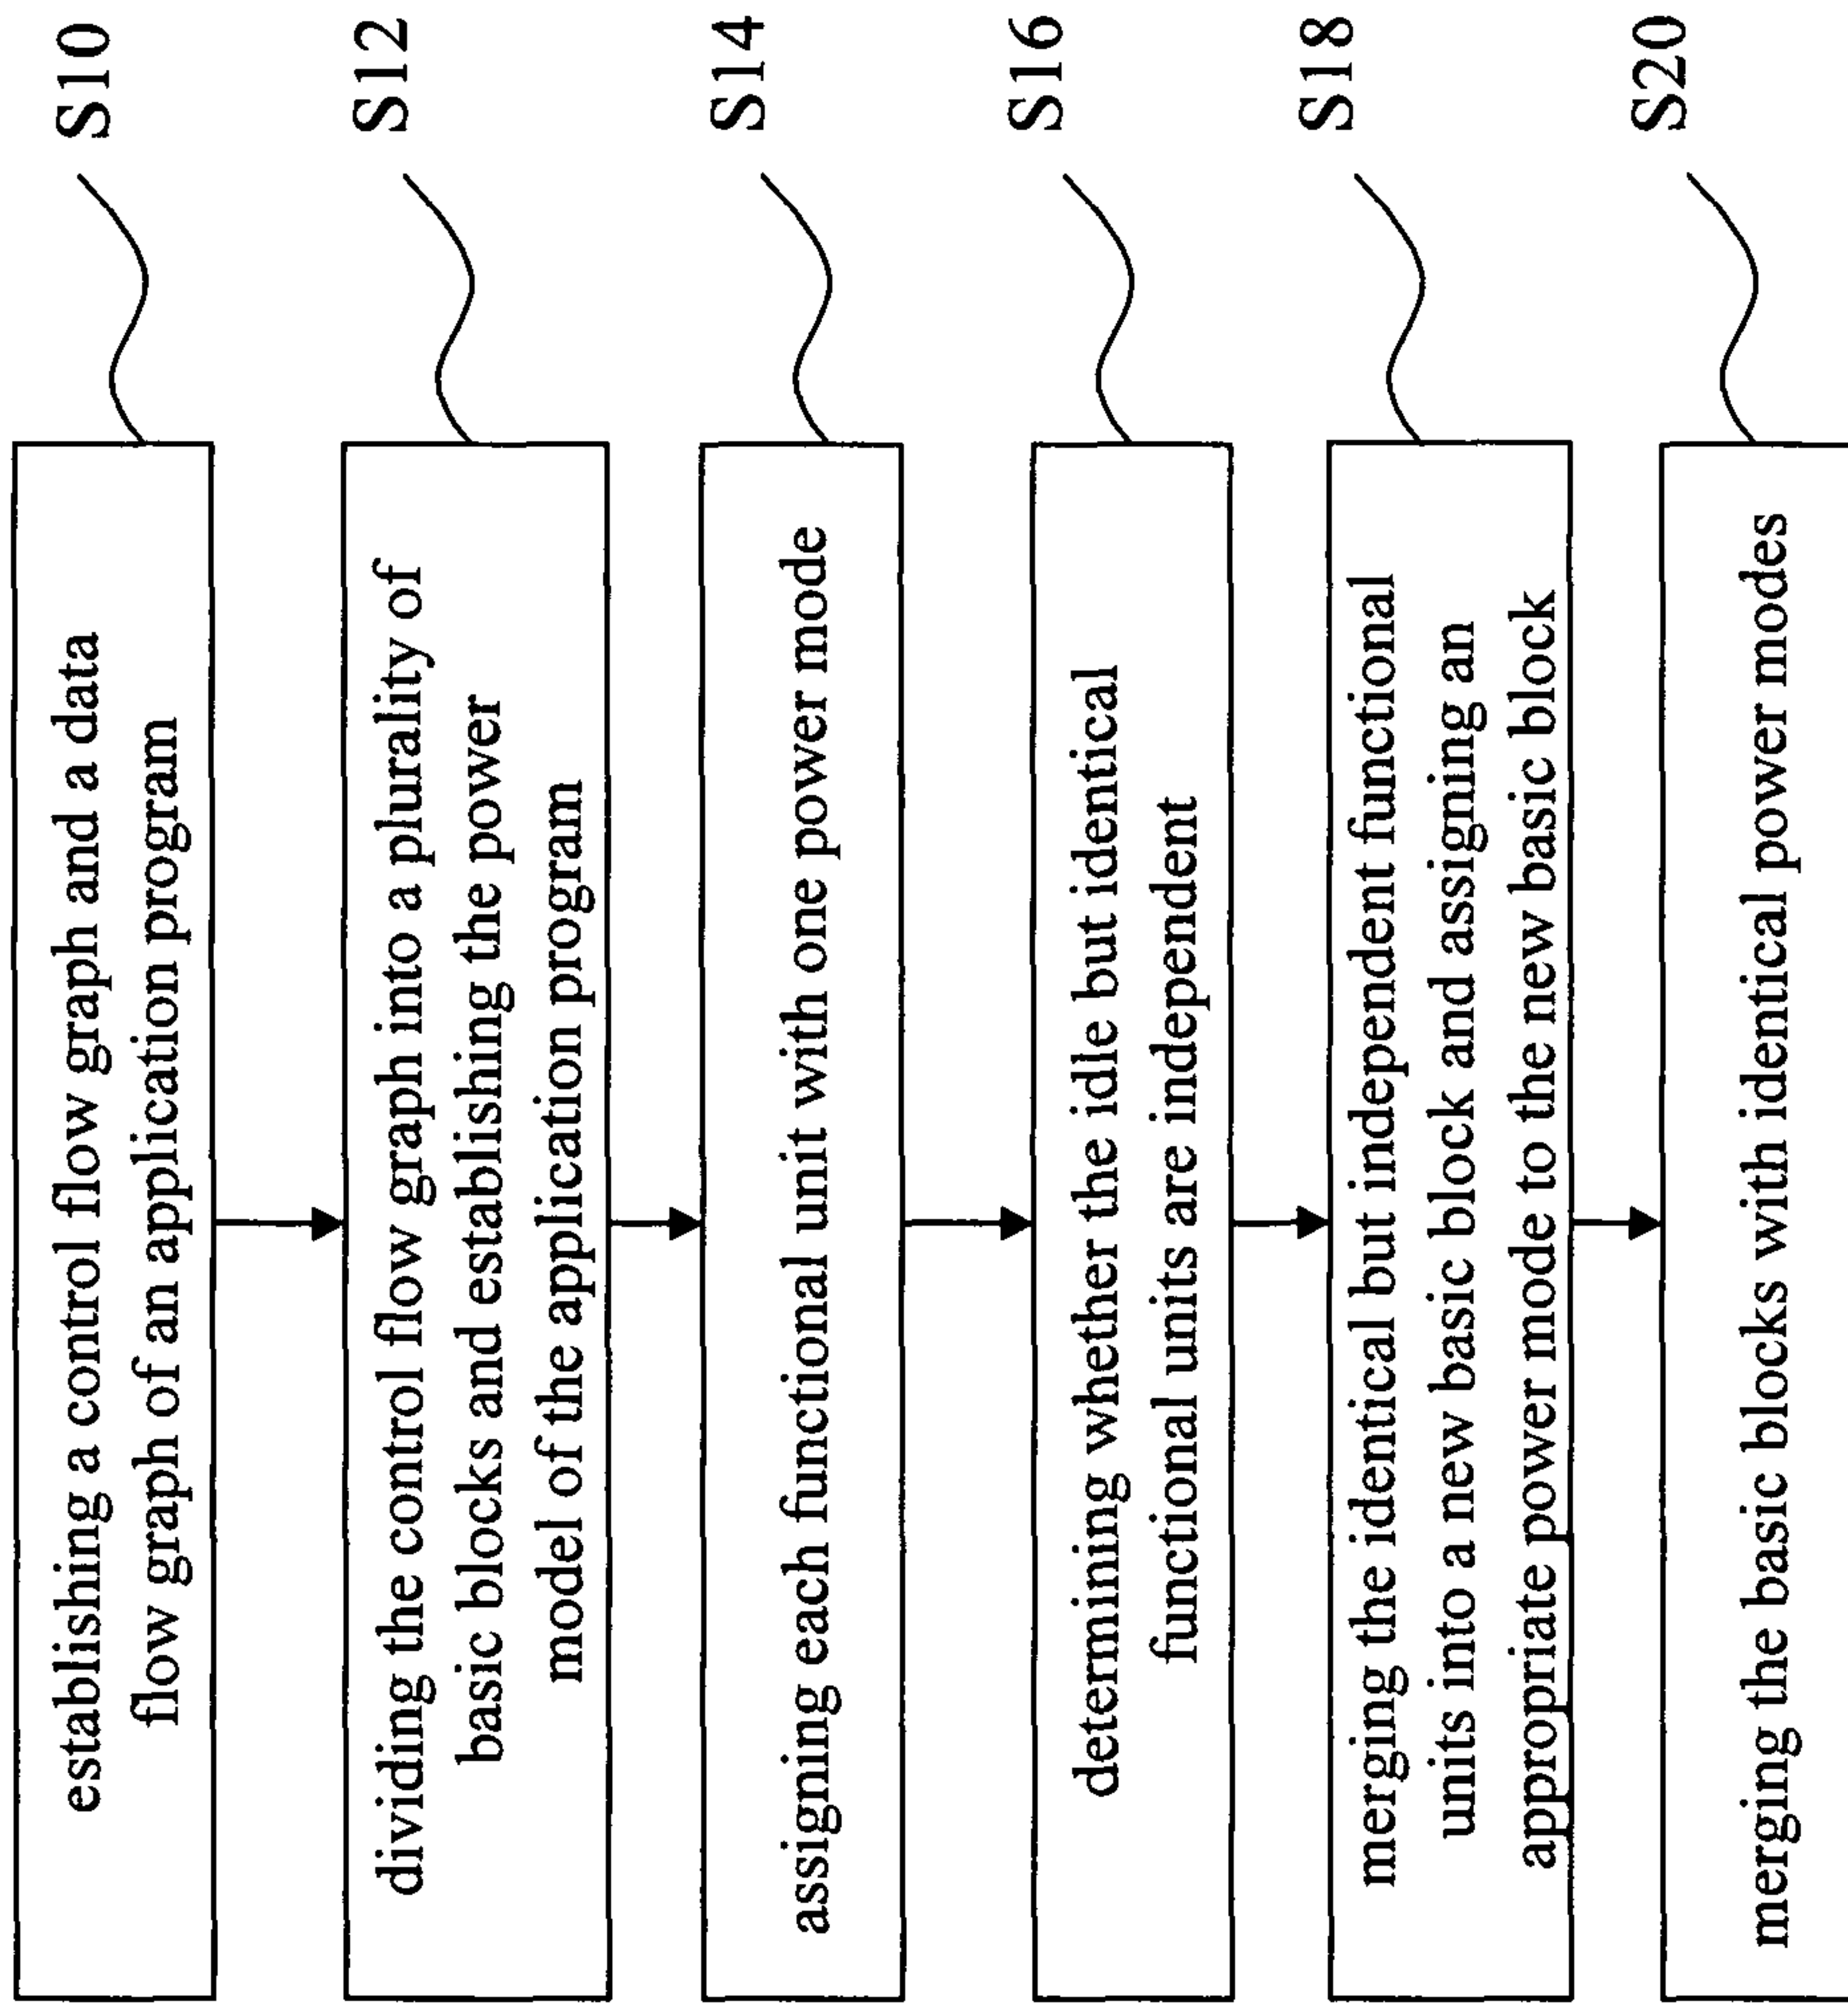 establishing a control flow graph and a data
flow graph of an application program
S10
dividing the control flow graph into a plurality of
basic blocks and establishing the power
model of the application program
S12
assigning each functional unit with one power mode
S14
determining whether the idle but identical
functional units are independent
S16
merging the identical but independent functional
units into a new basic block and assigning an
appropriate power mode to the new basic block
S18
merging the basic blocks with identical power modes
S20